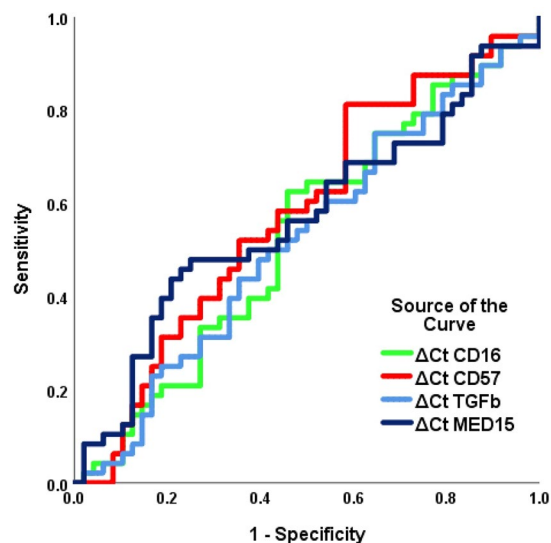 1.0
0.8
0.6
0.4
0.2
0.0
Sensitivity
0.0 0.2 0.4 0.6 0.8 1.0
1 - Specificity
Source of the
Curve
ΔCt CD16
ΔCt CD57
ΔCt TGFb
ΔCt MED15